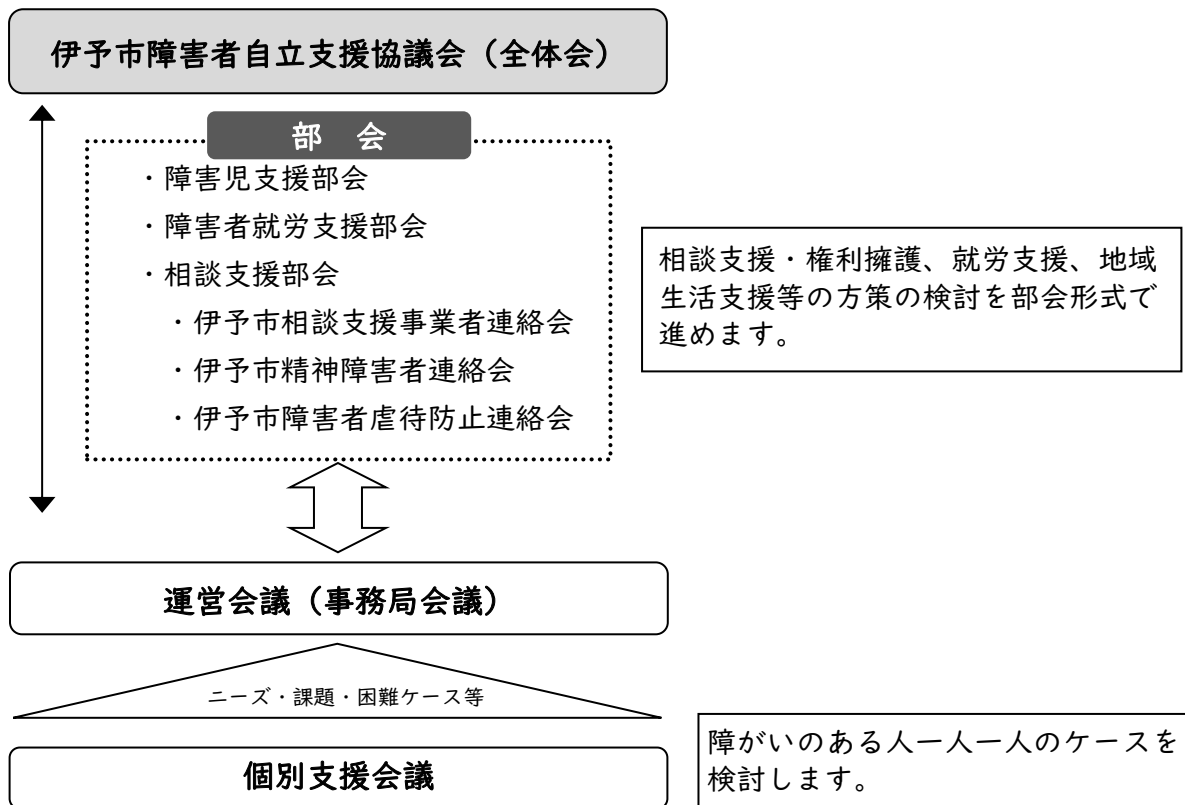 伊予市障害者自立支援協議会（全体会）
部　会
・障害児支援部会
・障害者就労支援部会
・相談支援部会
・伊予市相談支援事業者連絡会
・伊予市精神障害者連絡会
・伊予市障害者虐待防止連絡会
相談支援・権利擁護、就労支援、地域
生活支援等の方策の検討を部会形式で
進めます。
運営会議（事務局会議）
ニーズ・課題・困難ケース等
個別支援会議
障がいのある人一人一人のケースを
検討します。